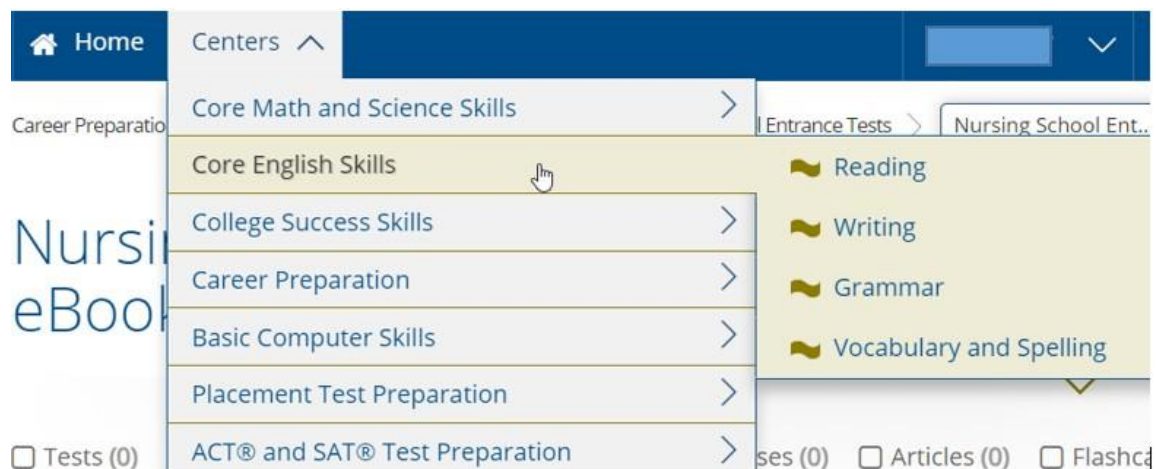 Home Centers
Core Math and Science Skills
Career Preparatio l Entrance Tests Nursing School Ent..
Core English Skills
Reading
College Success Skills
Writing
Nursi
Career Preparation
Grammar
eBook
Basic Computer Skills
Vocabulary and Spelling
Placement Test Preparation
Tests (0) ACT® and SAT® Test Preparation ses (0) Articles (0) Flashca